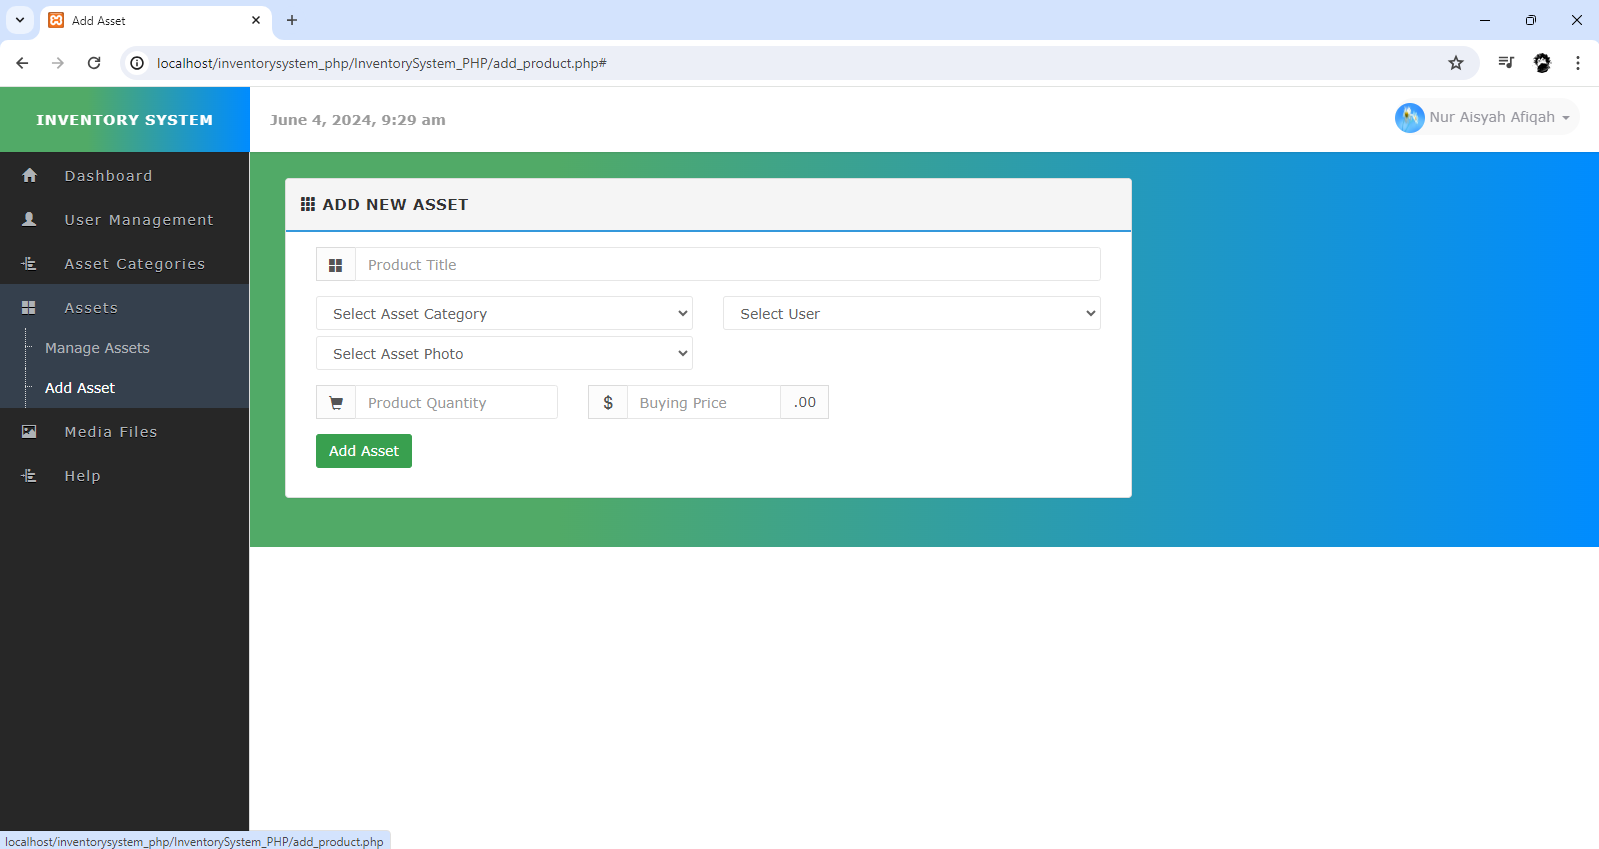 Add Asset
localhost/inventorysystem_php/InventorySystem_PHP/add_product.php#
INVENTORY SYSTEM
June 4, 2024, 9:29 am
Nur Aisyah Afiqah
Dashboard
User Management
Asset Categories
Assets
Manage Assets
Add Asset
Media Files
Help
ADD NEW ASSET
Product Title
Select Asset Category
Select User
Select Asset Photo
Product Quantity
$ Buying Price .00
Add Asset
localhost/inventorysystem_php/InventorySystem_PHP/add_product.php